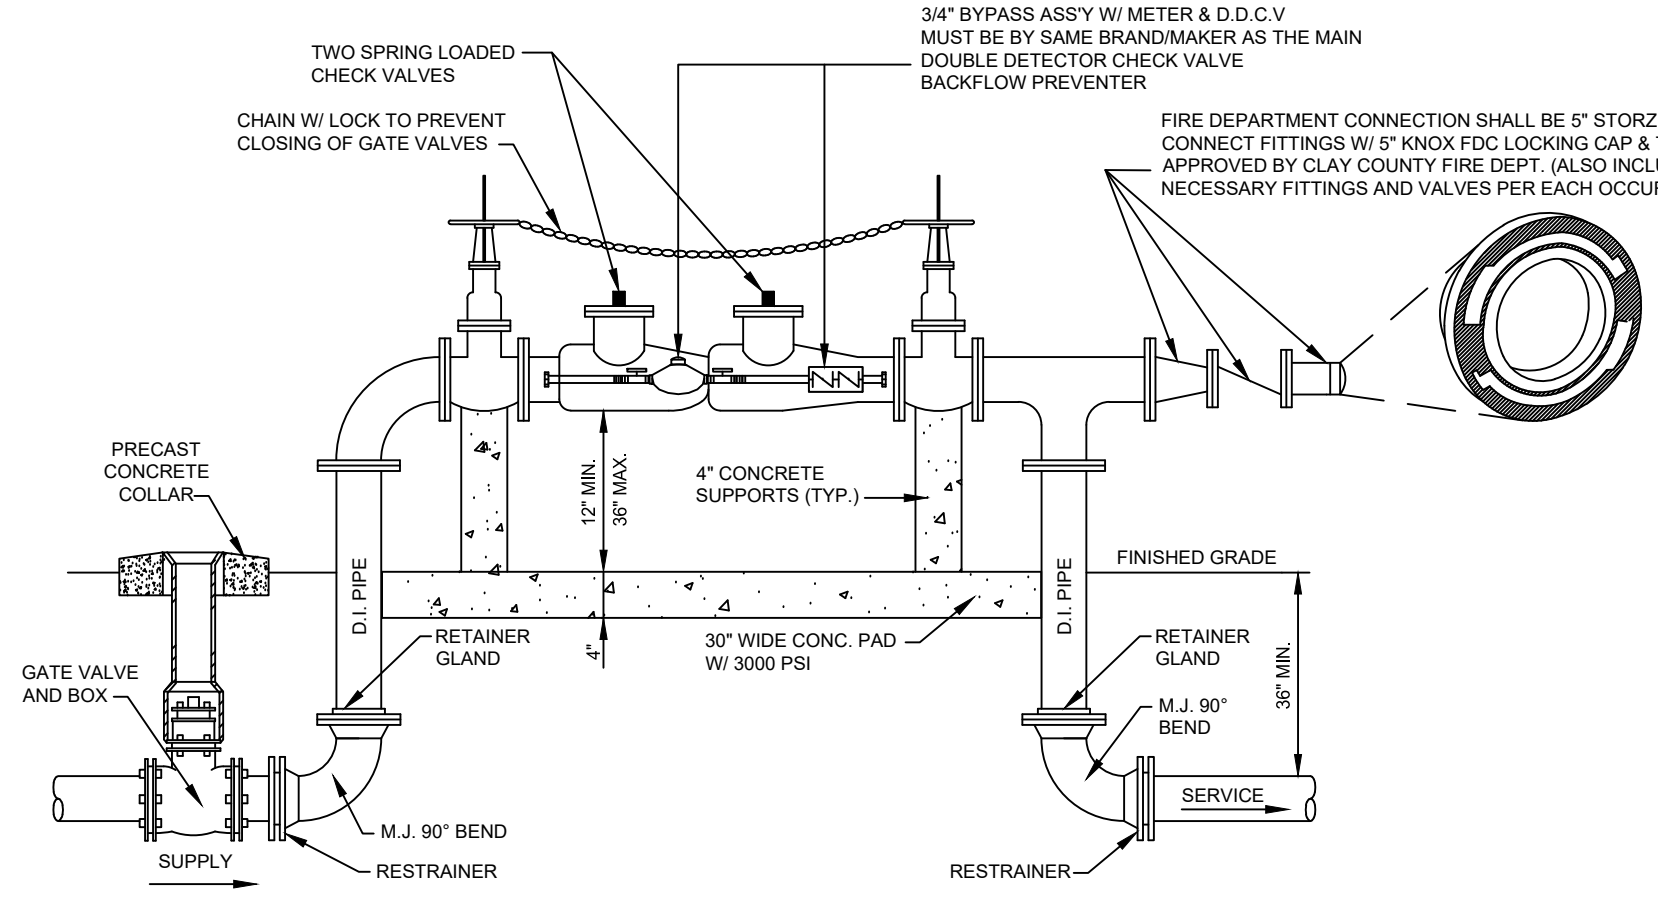 3/4" BYPASS ASS'Y W/ METER & D.D.C.V
MUST BE BY SAME BRAND/MAKER AS THE MAIN
DOUBLE DETECTOR CHECK VALVE
BACKFLOW PREVENTER
TWO SPRING LOADED
CHECK VALVES
CHAIN W/ LOCK TO PREVENT
CLOSING OF GATE VALVES
FIRE DEPARTMENT CONNECTION SHALL BE 5" STORZ
CONNECT FITTINGS W/ 5" KNOX FDC LOCKING CAP &
APPROVED BY CLAY COUNTY FIRE DEPT. (ALSO
NECESSARY FITTINGS AND VALVES PER EACH
PRECAST
CONCRETE
COLLAR
12" MIN.
36" MAX.
4" CONCRETE
SUPPORTS (TYP.)
FINISHED GRADE
D.I. PIPE
D.I. PIPE
4"
RETAINER
GLAND
30" WIDE CONC. PAD
W/ 3000 PSI
RETAINER
GLAND
36" MIN.
GATE VALVE
AND BOX
M.J. 90°
BEND
SERVICE
M.J. 90° BEND
SUPPLY
RESTRAINER
RESTRAINER